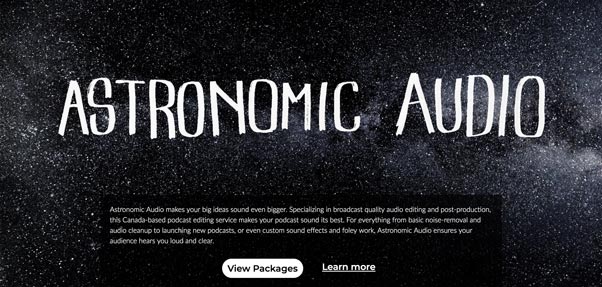 ASTRONOMIC AUDIO
Astronomic Audio makes your big ideas sound even bigger. Specializing in broadcast quality audio editing and post-production,
this Canada-based podcast editing service makes your podcast sound its best. For everything from basic noise-removal and
audio cleanup to launching new podcasts, or even custom sound effects and foley work, Astronomic Audio ensures your
audience hears you loud and clear.
View Packages
Learn more